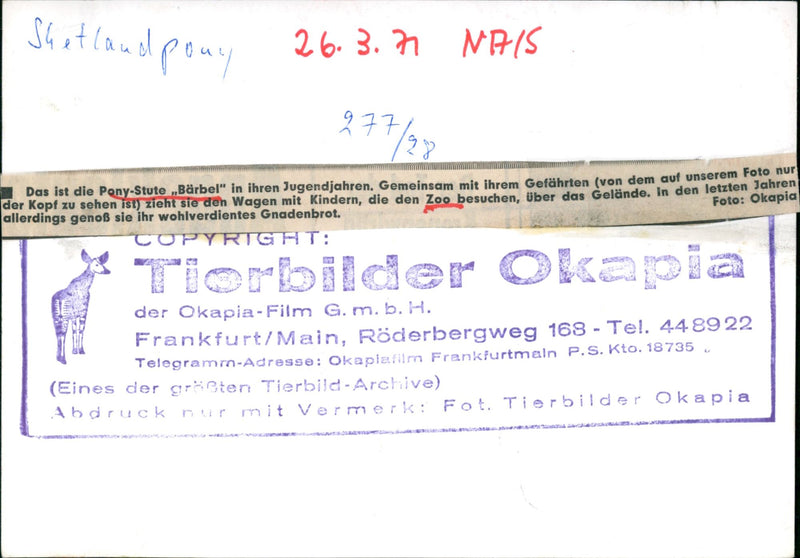 Shetlandpony 26.3.71 NA/S
277/28
Das ist die Pony-Stute „Bärbel" in ihren Jugendjahren. Gemeinsam mit ihrem Gefährten (von dem auf unserem Foto nur
der Kopf zu sehen ist) zieht sie den Wagen mit Kindern, die den Zoo besuchen, über das Gelände. In den letzten Jahren
allerdings genoß sie ihr wohlverdientes Gnadenbrot. Foto: Okapia
COPYRIGHT:
Tierbilder Okapia
der Okapia-Film G.m.b.H.
Frankfurt/Main, Röderbergweg 168 - Tel. 448922
Telegramm-Adresse: Okapiafilm Frankfurtmain P.S. Kto. 18735
(Eines der größten Tierbild-Archive)
Abdruck nur mit Vermerk: Fot. Tierbilder Okapia